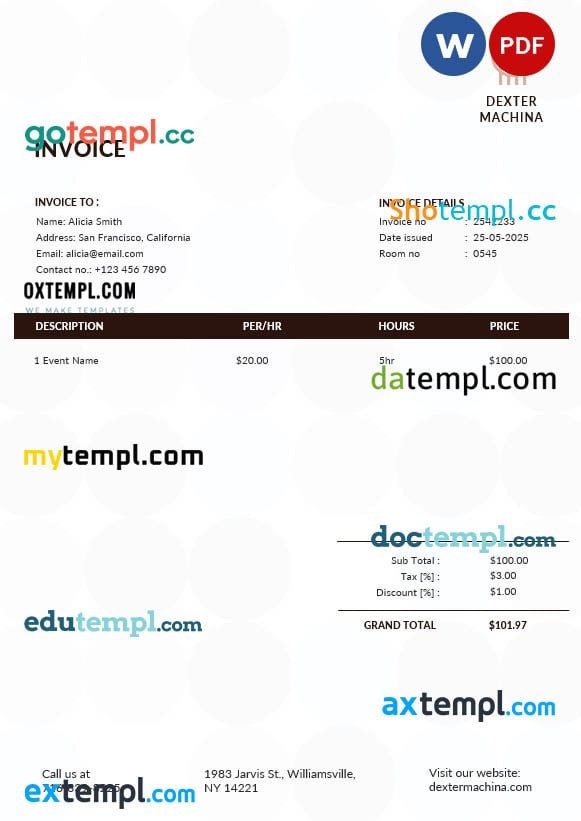 W PDF
DEXTER
MACHINA
gotempl.cc
INVOICE
INVOICE TO : INVOICE DETAILS
Shotempl.cc
Name: Alicia Smith Invoice no :
Address: San Francisco, California Date issued : 25-05-2025
Email: alicia@email.com Room no : 0545
Contact no.: +123 456 7890
OXTEMPL.COM
WE MAKE TEMPLATES
DESCRIPTION PER/HR HOURS PRICE
1 Event Name $20.00 5hr $100.00
datempl.com
mytempl.com
doctempl.com
Sub Total : $100.00
Tax [%] : $3.00
Discount [%] : $1.00
edutempl.com
GRAND TOTAL $101.97
axtempl.com
Call us at 1983 Jarvis St., Williamsville, Visit our website:
NY 14221 dextermachina.com
extempl.com